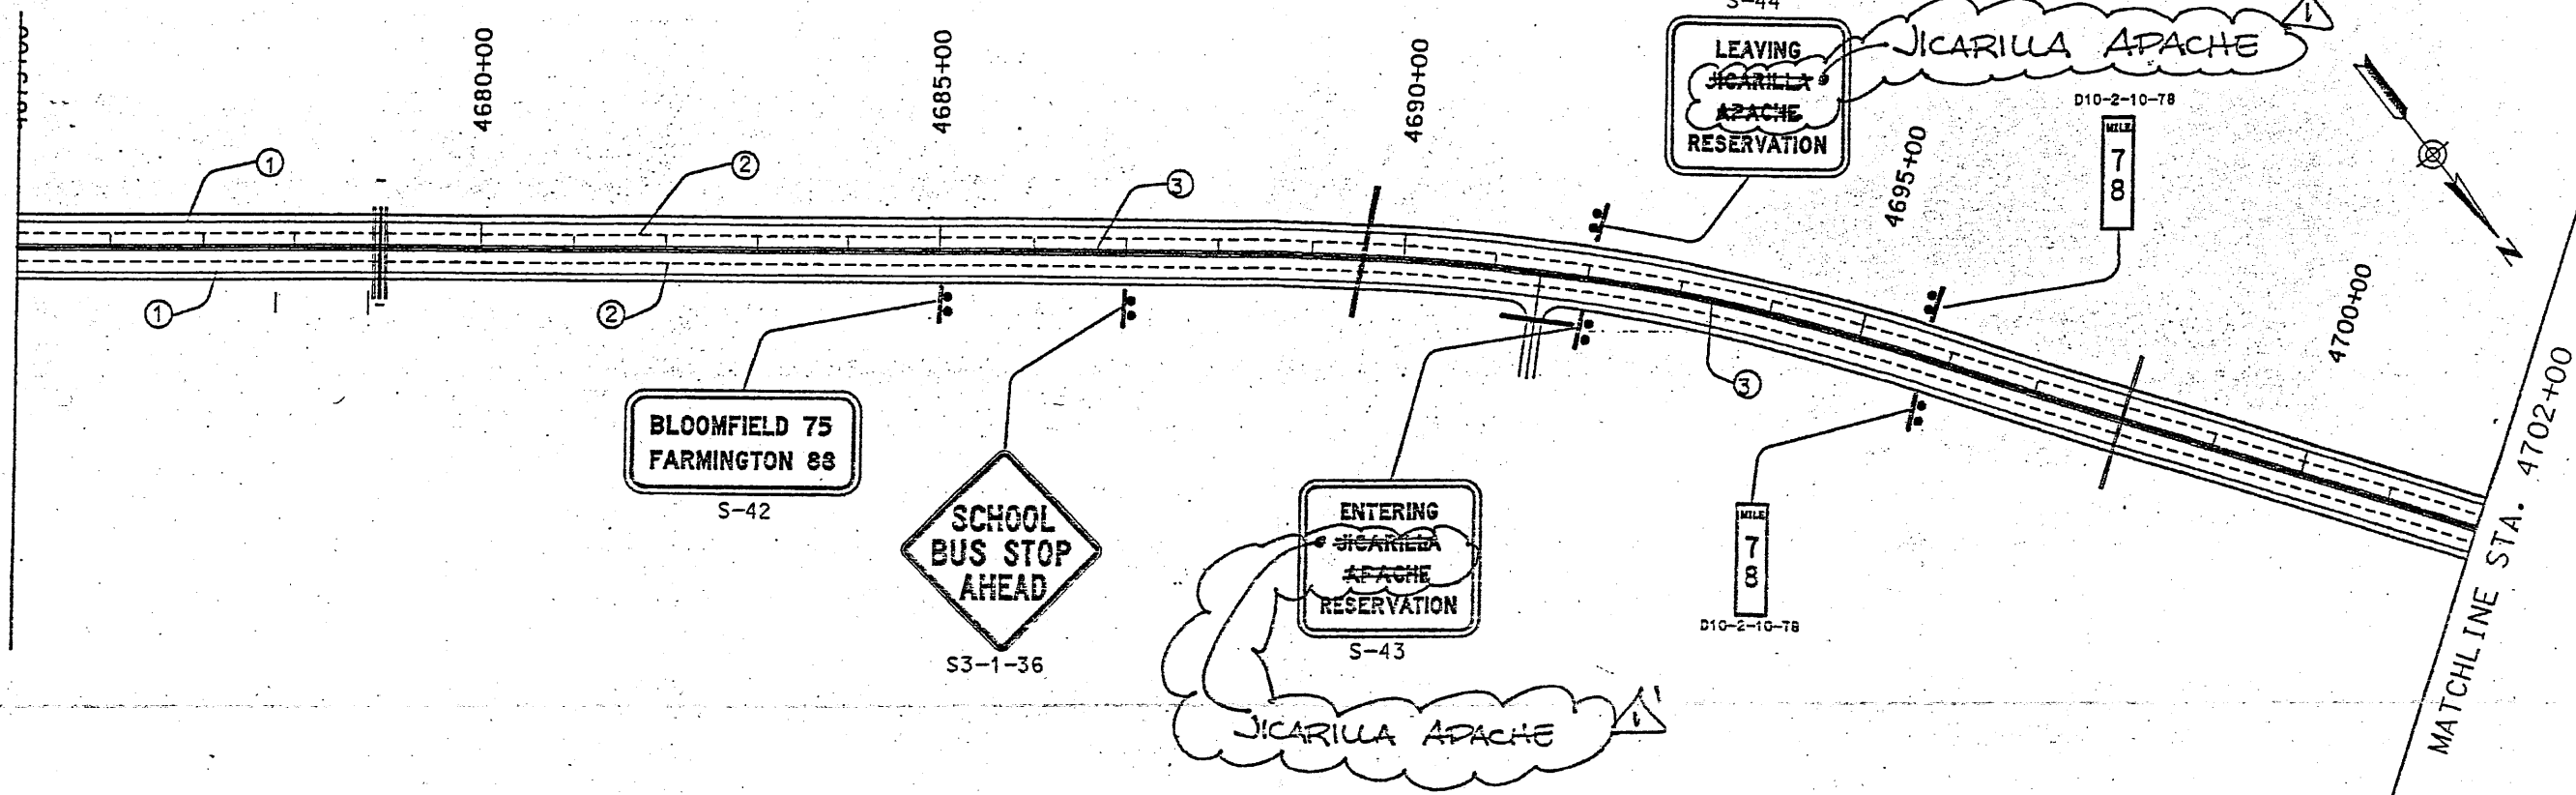 S-44
LEAVING
JICARILLA
APACHE
RESERVATION
JICARILLA APACHE
1
4680+00
4685+00
4690+00
4695+00
4700+00
D10-2-10-78
MILE
7
8
N
1
2
3
1
2
3
BLOOMFIELD 75
FARMINGTON 88
S-42
SCHOOL
BUS STOP
AHEAD
S3-1-36
ENTERING
JICARILLA
APACHE
RESERVATION
S-43
JICARILLA APACHE
1
MILE
7
8
D10-2-10-78
MATCHLINE STA. 4702+00